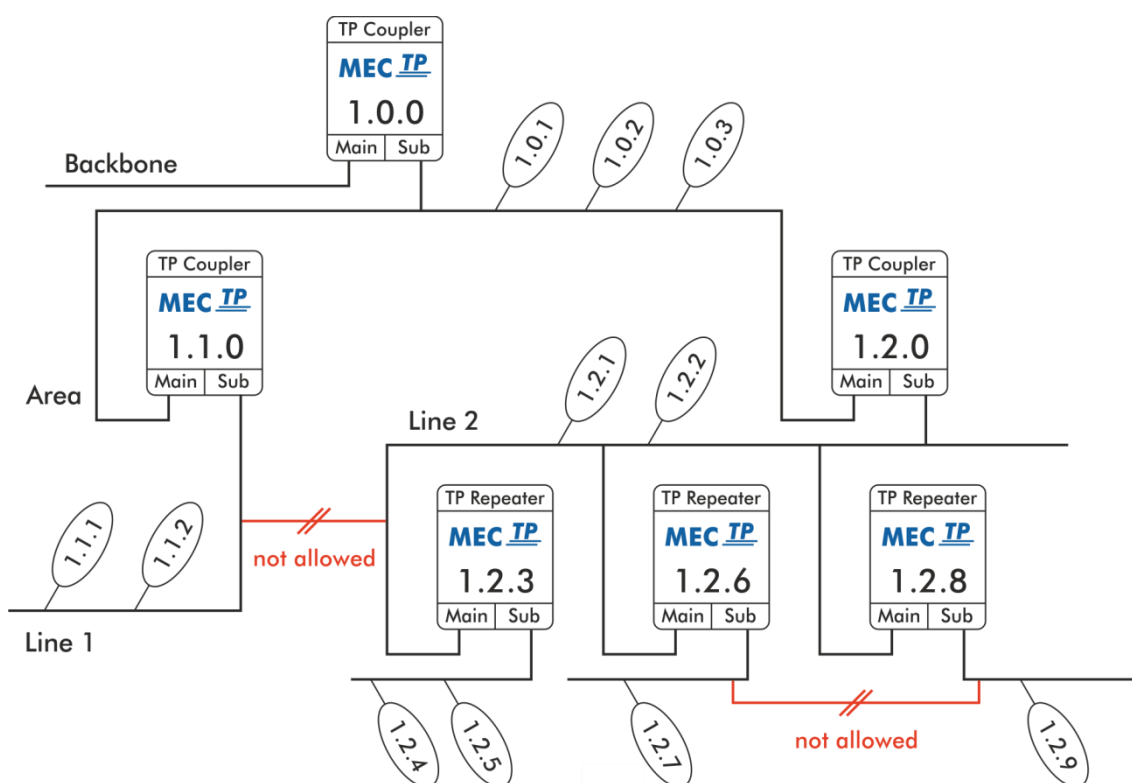 TP Coupler
MEC TP
1.0.0
Main Sub
Backbone
1.0.1
1.0.2
1.0.3
TP Coupler
MEC TP
1.1.0
Main Sub
Area
TP Coupler
MEC TP
1.2.0
Main Sub
Line 2
1.2.1
1.2.2
1.1.1
1.1.2
Line 1
not allowed
TP Repeater
MEC TP
1.2.3
Main Sub
TP Repeater
MEC TP
1.2.6
Main Sub
TP Repeater
MEC TP
1.2.8
Main Sub
1.2.4
1.2.5
1.2.7
not allowed
1.2.9